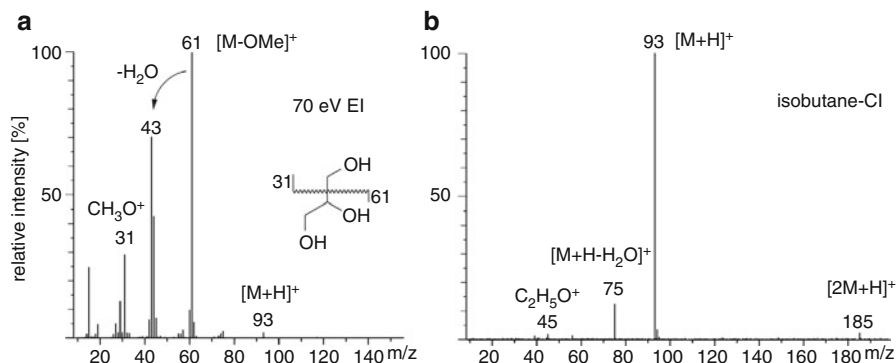 a
relative intensity [%]
100
50
20 40 60 80 100 120 140 m/z
61 [M-OMe]⁺
-H₂O
43
CH₃O⁺
31
[M+H]⁺
93
70 eV EI
31
61
OH
OH
OH
b
100
50
20 40 60 80 100 120 140 160 180 m/z
93 [M+H]⁺
isobutane-CI
[M+H-H₂O]⁺
75
C₂H₅O⁺
45
[2M+H]⁺
185